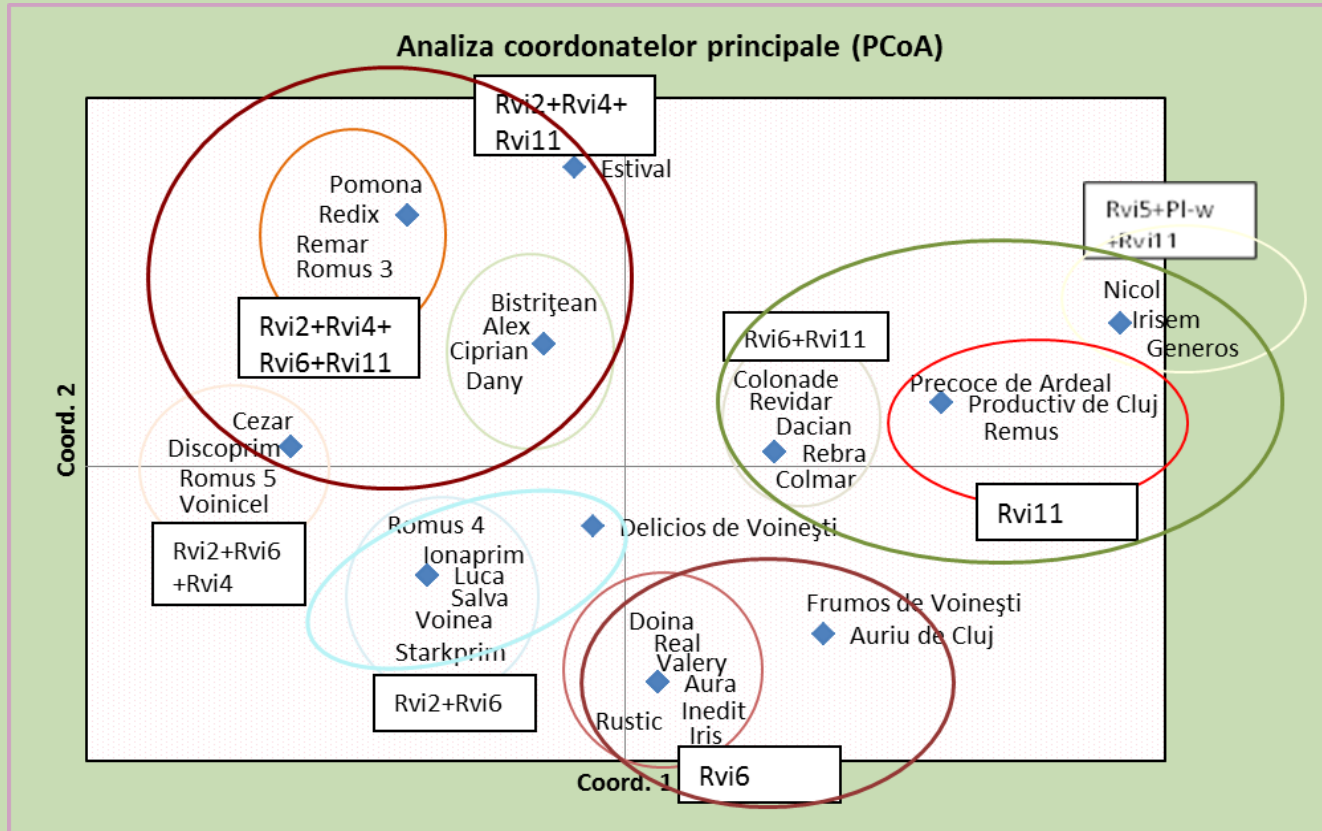 Analiza coordonatelor principale (PCoA)
Rvi2+Rvi4+
Rvi11
Estival
Pomona
Redix
Remar
Romus 3
Rvi2+Rvi4+
Rvi6+Rvi11
Bistriţean
Alex
Ciprian
Dany
Rvi5+Pl-w
+Rvi11
Nicol
Irisem
Generos
Rvi6+Rvi11
Colonade
Revidar
Dacian
Rebra
Colmar
Precoce de Ardeal
Productiv de Cluj
Remus
Rvi11
Coord. 2
Cezar
Discoprim
Romus 5
Voinicel
Rvi2+Rvi6
+Rvi4
Romus 4
Ionaprim
Luca
Salva
Voinea
Starkprim
Rvi2+Rvi6
Delicios de Voineşti
Doina
Real
Valery
Aura
Inedit
Rustic
Iris
Frumos de Voineşti
Auriu de Cluj
Rvi6
Coord. 1